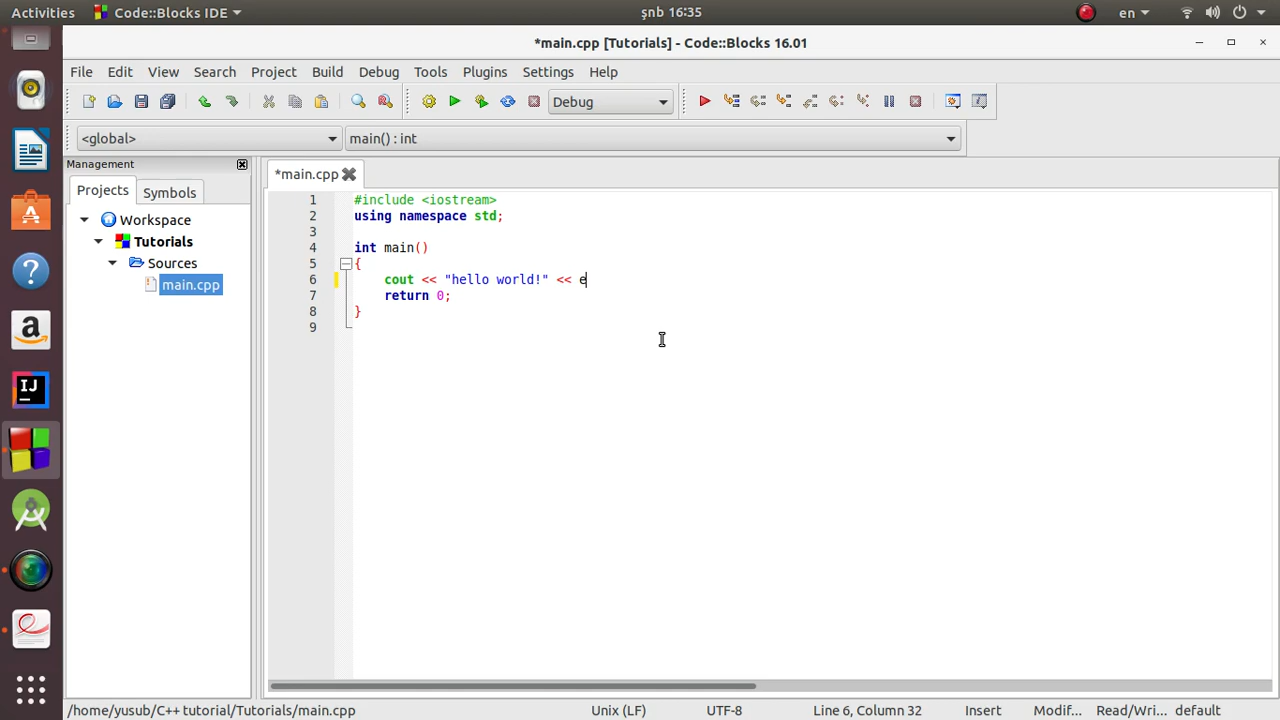 Activities
Code::Blocks IDE
şnb 16:35
en
*main.cpp [Tutorials] - Code::Blocks 16.01
File Edit View Search Project Build Debug Tools Plugins Settings Help
Debug
<global>
main() : int
Management
Projects Symbols
Workspace
Tutorials
Sources
main.cpp
*main.cpp
1 #include <iostream>
2 using namespace std;
3
4 int main()
5 {
6 cout << "hello world!" << e
7 return 0;
8 }
9
IJ
/home/yusub/C++ tutorial/Tutorials/main.cpp Unix (LF) UTF-8 Line 6, Column 32 Insert Modif... Read/Wri... default